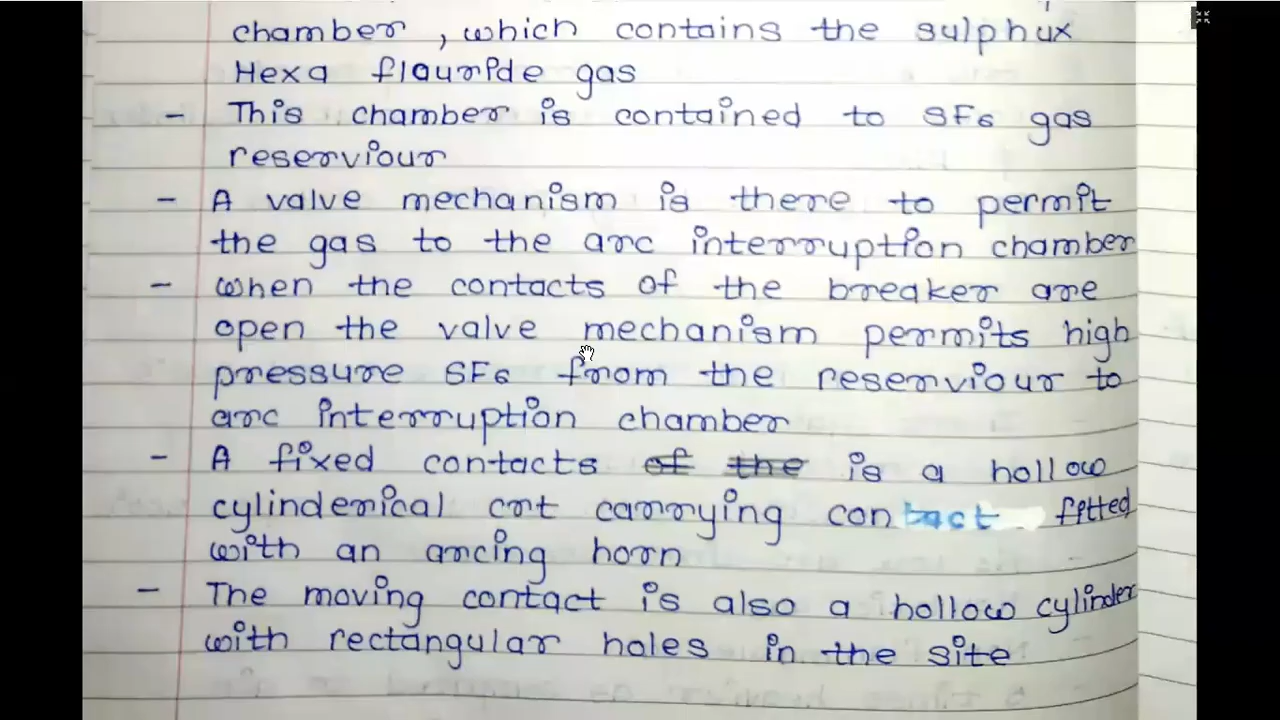 chamber , which contains the sulphux
Hexa flouride gas
- This chamber is contained to SF6 gas
reserviour
- A valve mechanism is there to permit
the gas to the arc interruption chamber
- when the contacts of the breaker are
open the valve mechanism permits high
pressure SF6 from the reserviour to
arc interruption chamber
- A fixed contacts of the is a hollow
cylinderical crt carrying contact fitted
with an arcing horn
- The moving contact is also a hollow cylinder
with rectangular holes in the site